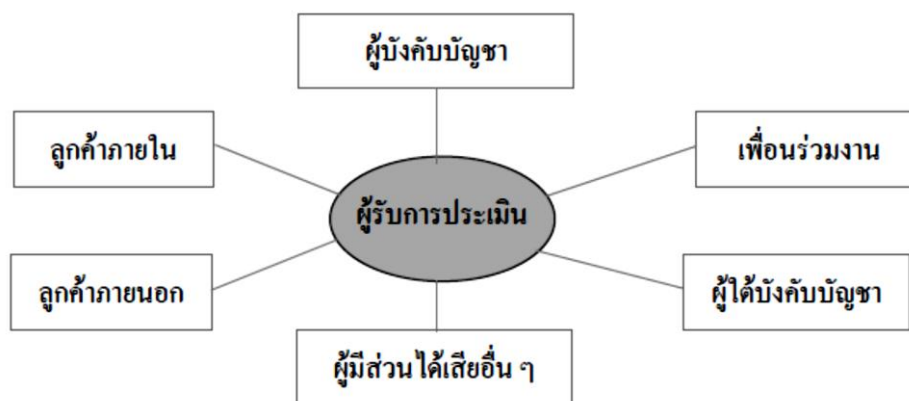 ผู้บังคับบัญชา
ลูกค้าภายใน
เพื่อนร่วมงาน
ผู้รับการประเมิน
ลูกค้าภายนอก
ผู้ใต้บังคับบัญชา
ผู้มีส่วนได้เสียอื่น ๆ